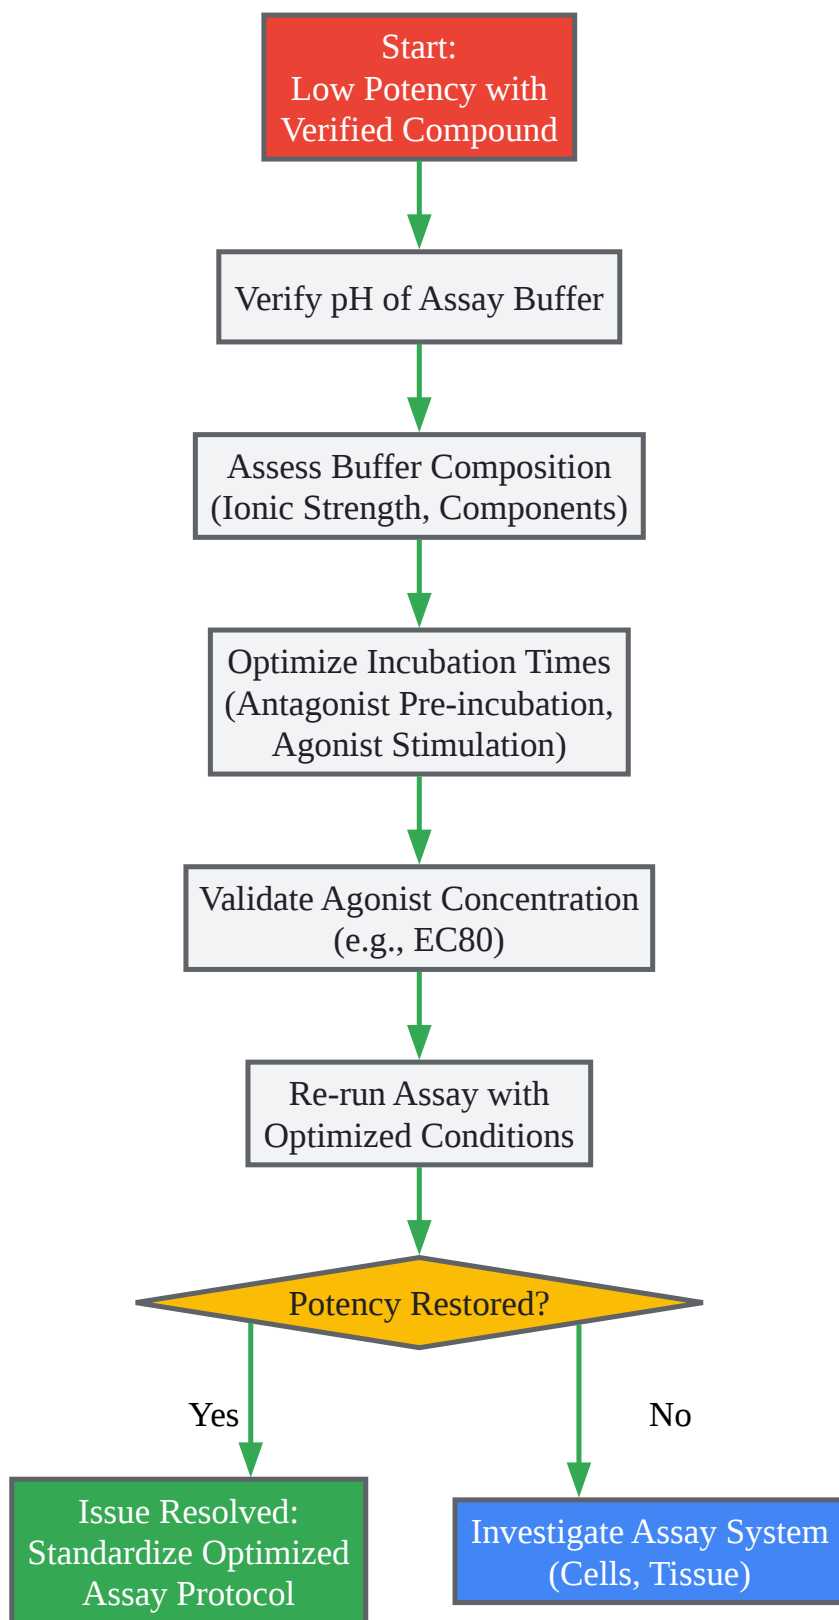 Start:
Low Potency with
Verified Compound
Verify pH of Assay Buffer
Assess Buffer Composition
(Ionic Strength, Components)
Optimize Incubation Times
(Antagonist Pre-incubation,
Agonist Stimulation)
Validate Agonist Concentration
(e.g., EC80)
Re-run Assay with
Optimized Conditions
Potency Restored?
Yes
No
Issue Resolved:
Standardize Optimized
Assay Protocol
Investigate Assay System
(Cells, Tissue)